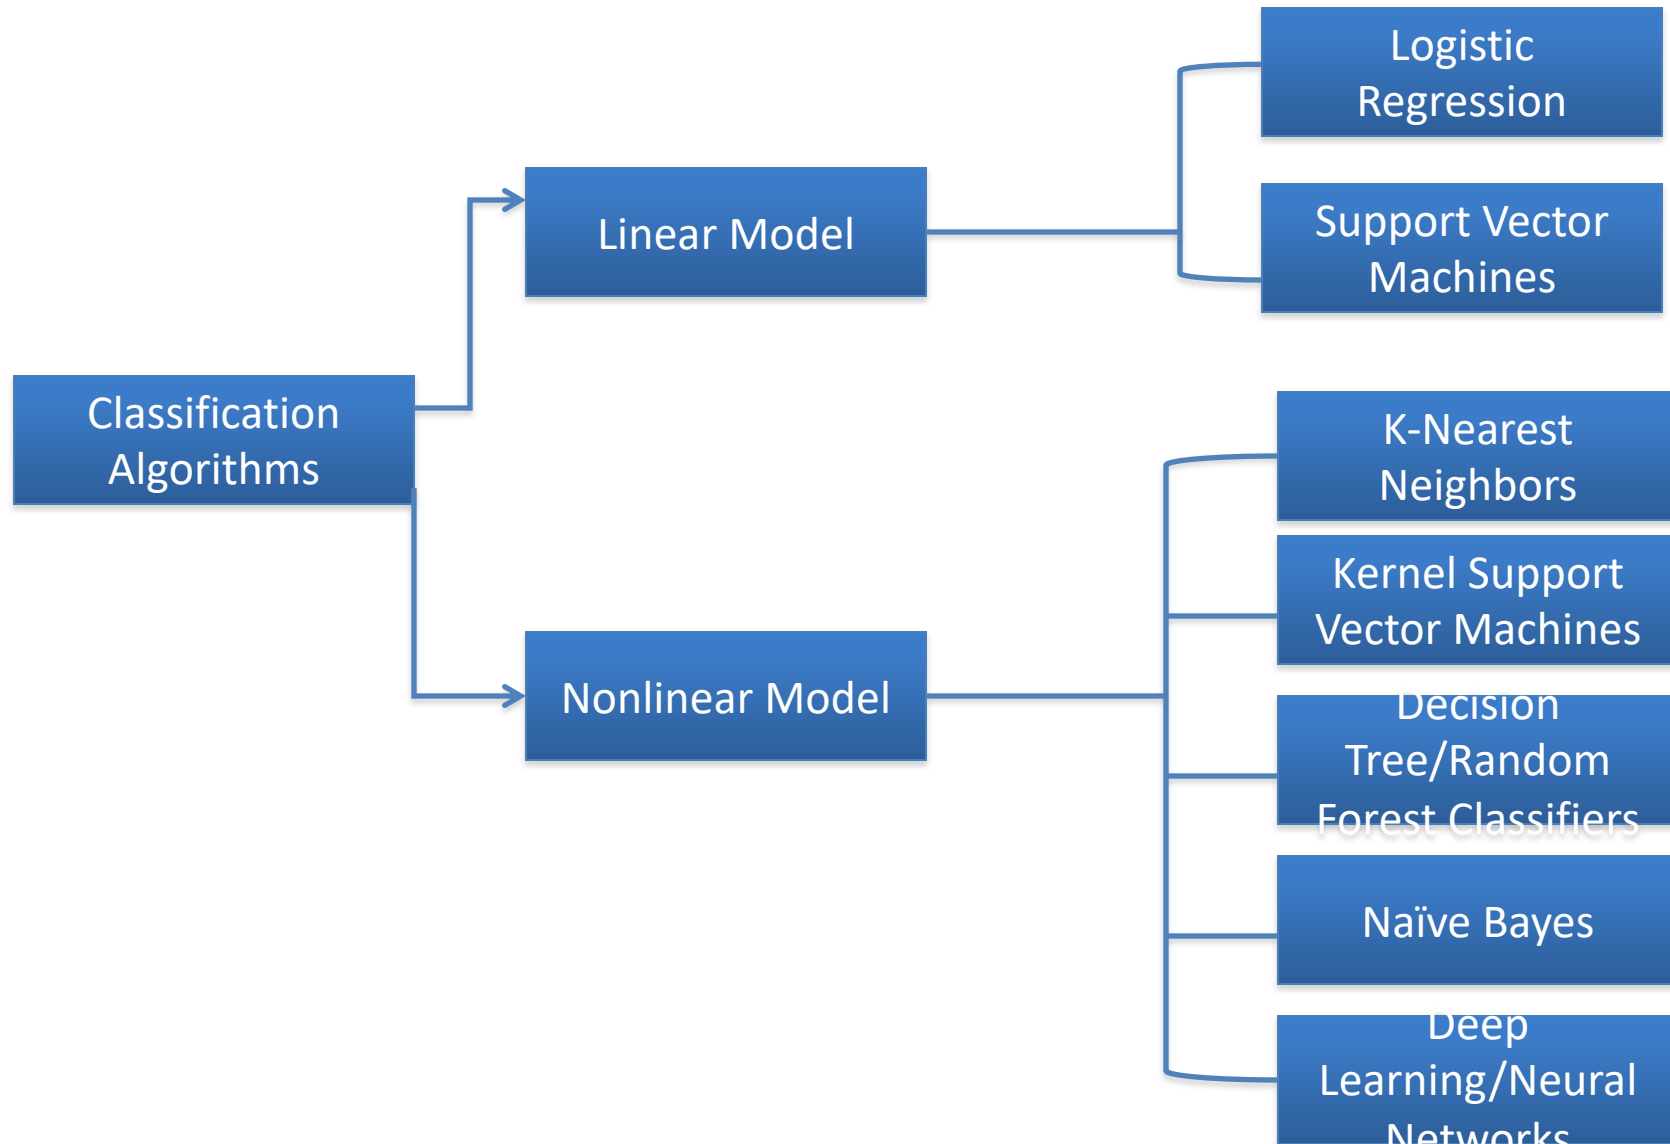 Logistic
Regression
Support Vector
Machines
Linear Model
Classification
Algorithms
K-Nearest
Neighbors
Kernel Support
Vector Machines
Nonlinear Model
Decision
Tree/Random
Forest Classifiers
Naïve Bayes
Deep
Learning/Neural
Networks